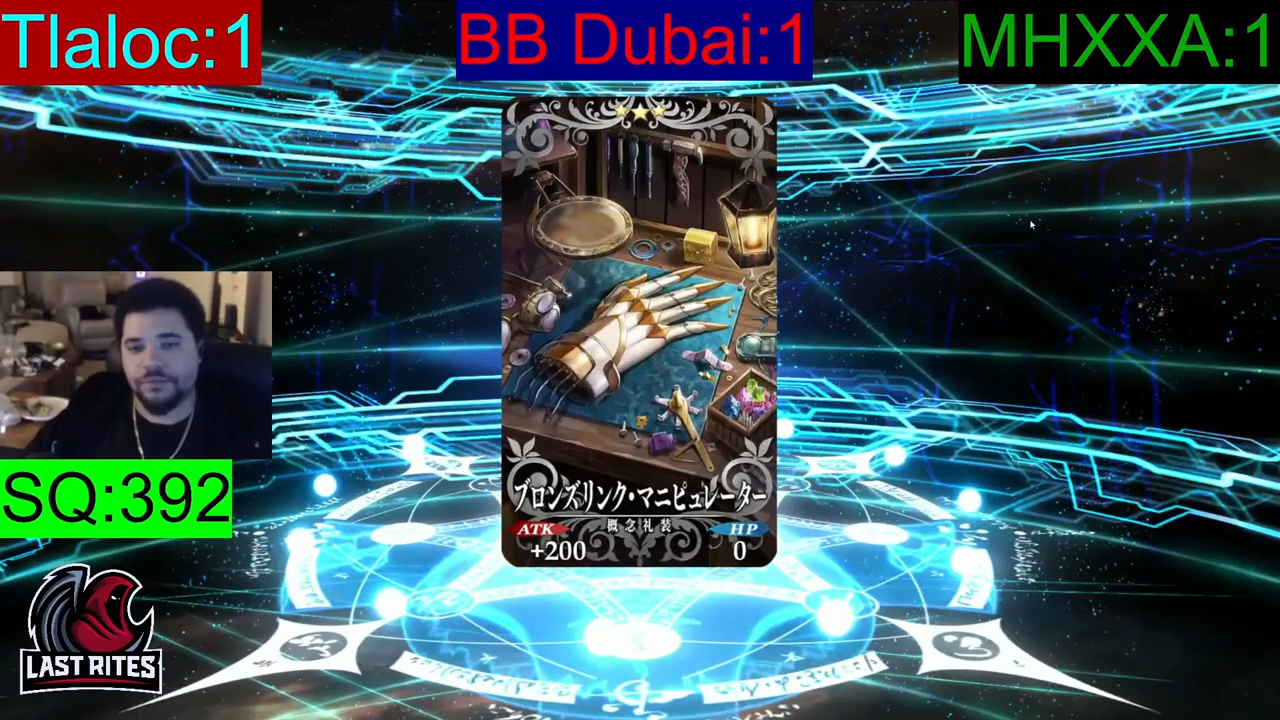 Tlaloc:1
BB Dubai:1
MHXXA:1
SQ:392
ブロンズリンク・マニピュレーター
ATK
概念礼装
HP
+200
0
LAST RITES